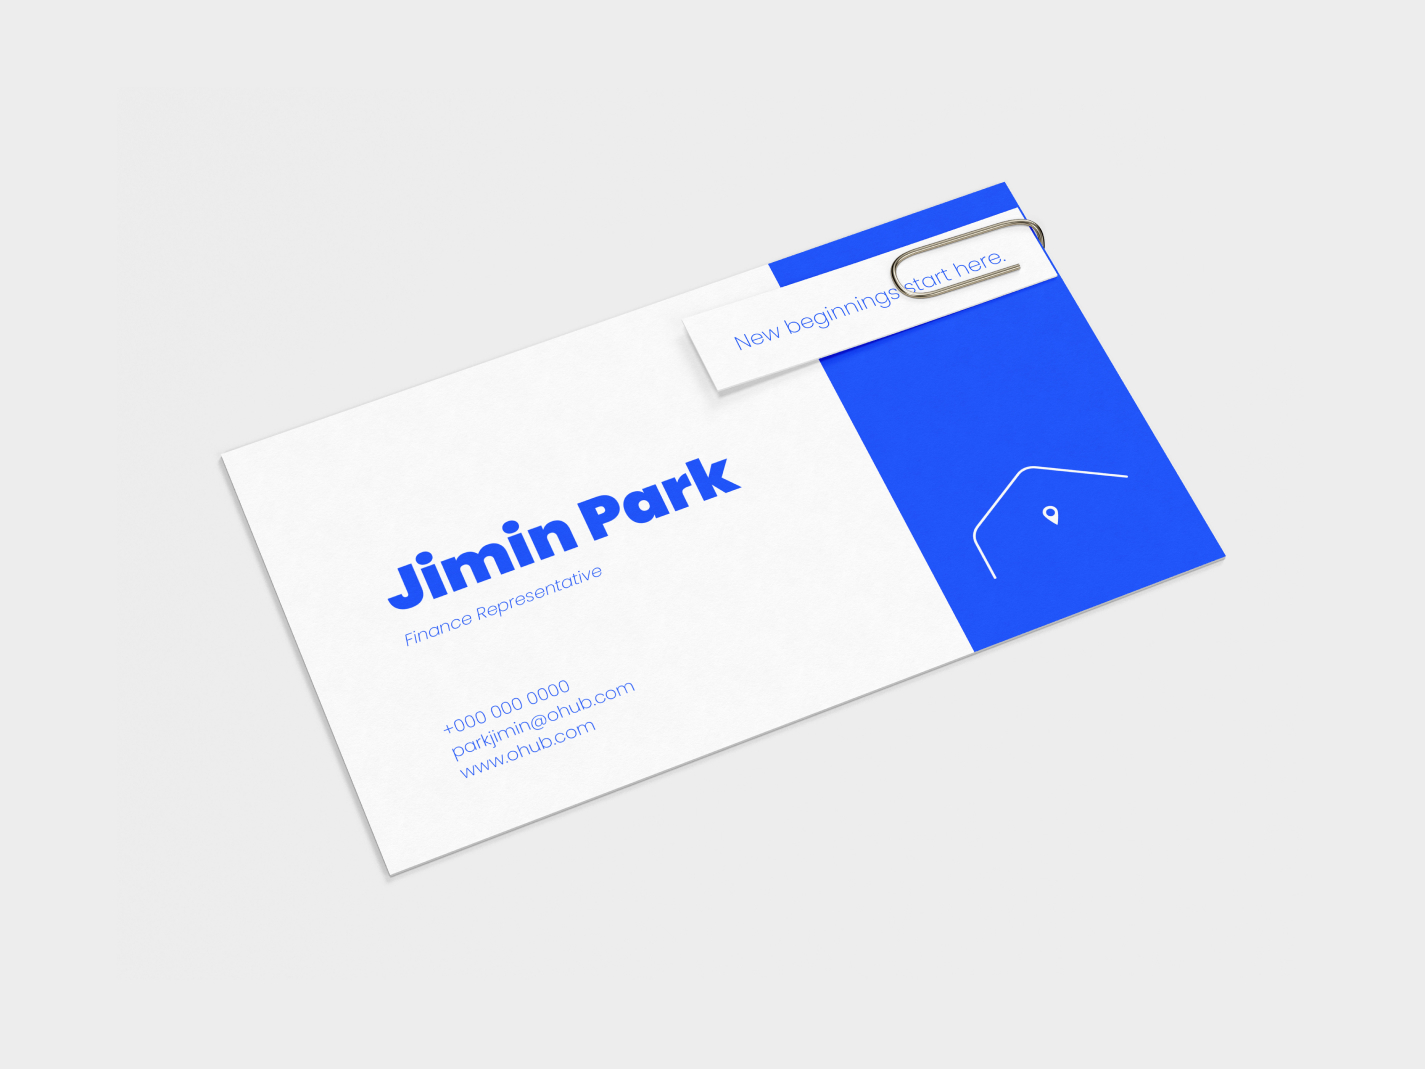 New beginnings start here.
Jimin Park
Finance Representative
+000 000 0000
parkjimin@ohub.com
www.ohub.com